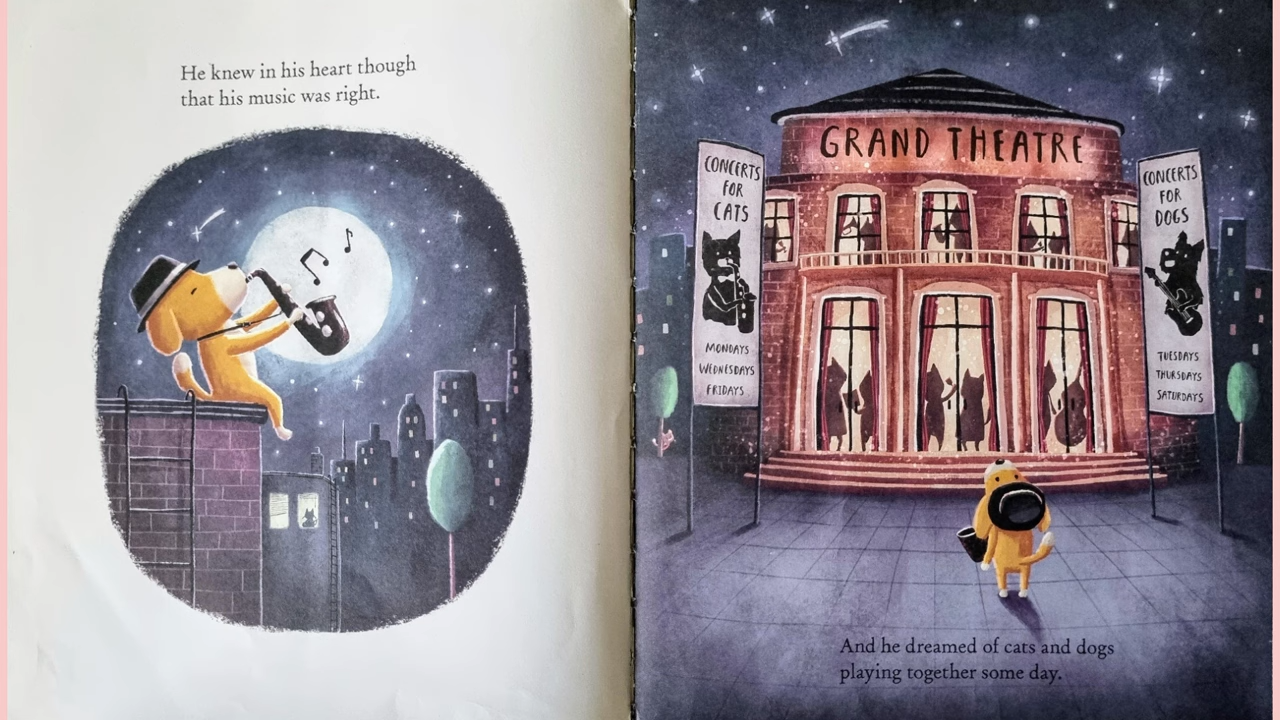 He knew in his heart though
that his music was right.
GRAND THEATRE
CONCERTS
FOR
CATS
MONDAYS
WEDNESDAYS
FRIDAYS
CONCERTS
FOR
DOGS
TUESDAYS
THURSDAYS
SATURDAYS
And he dreamed of cats and dogs
playing together some day.